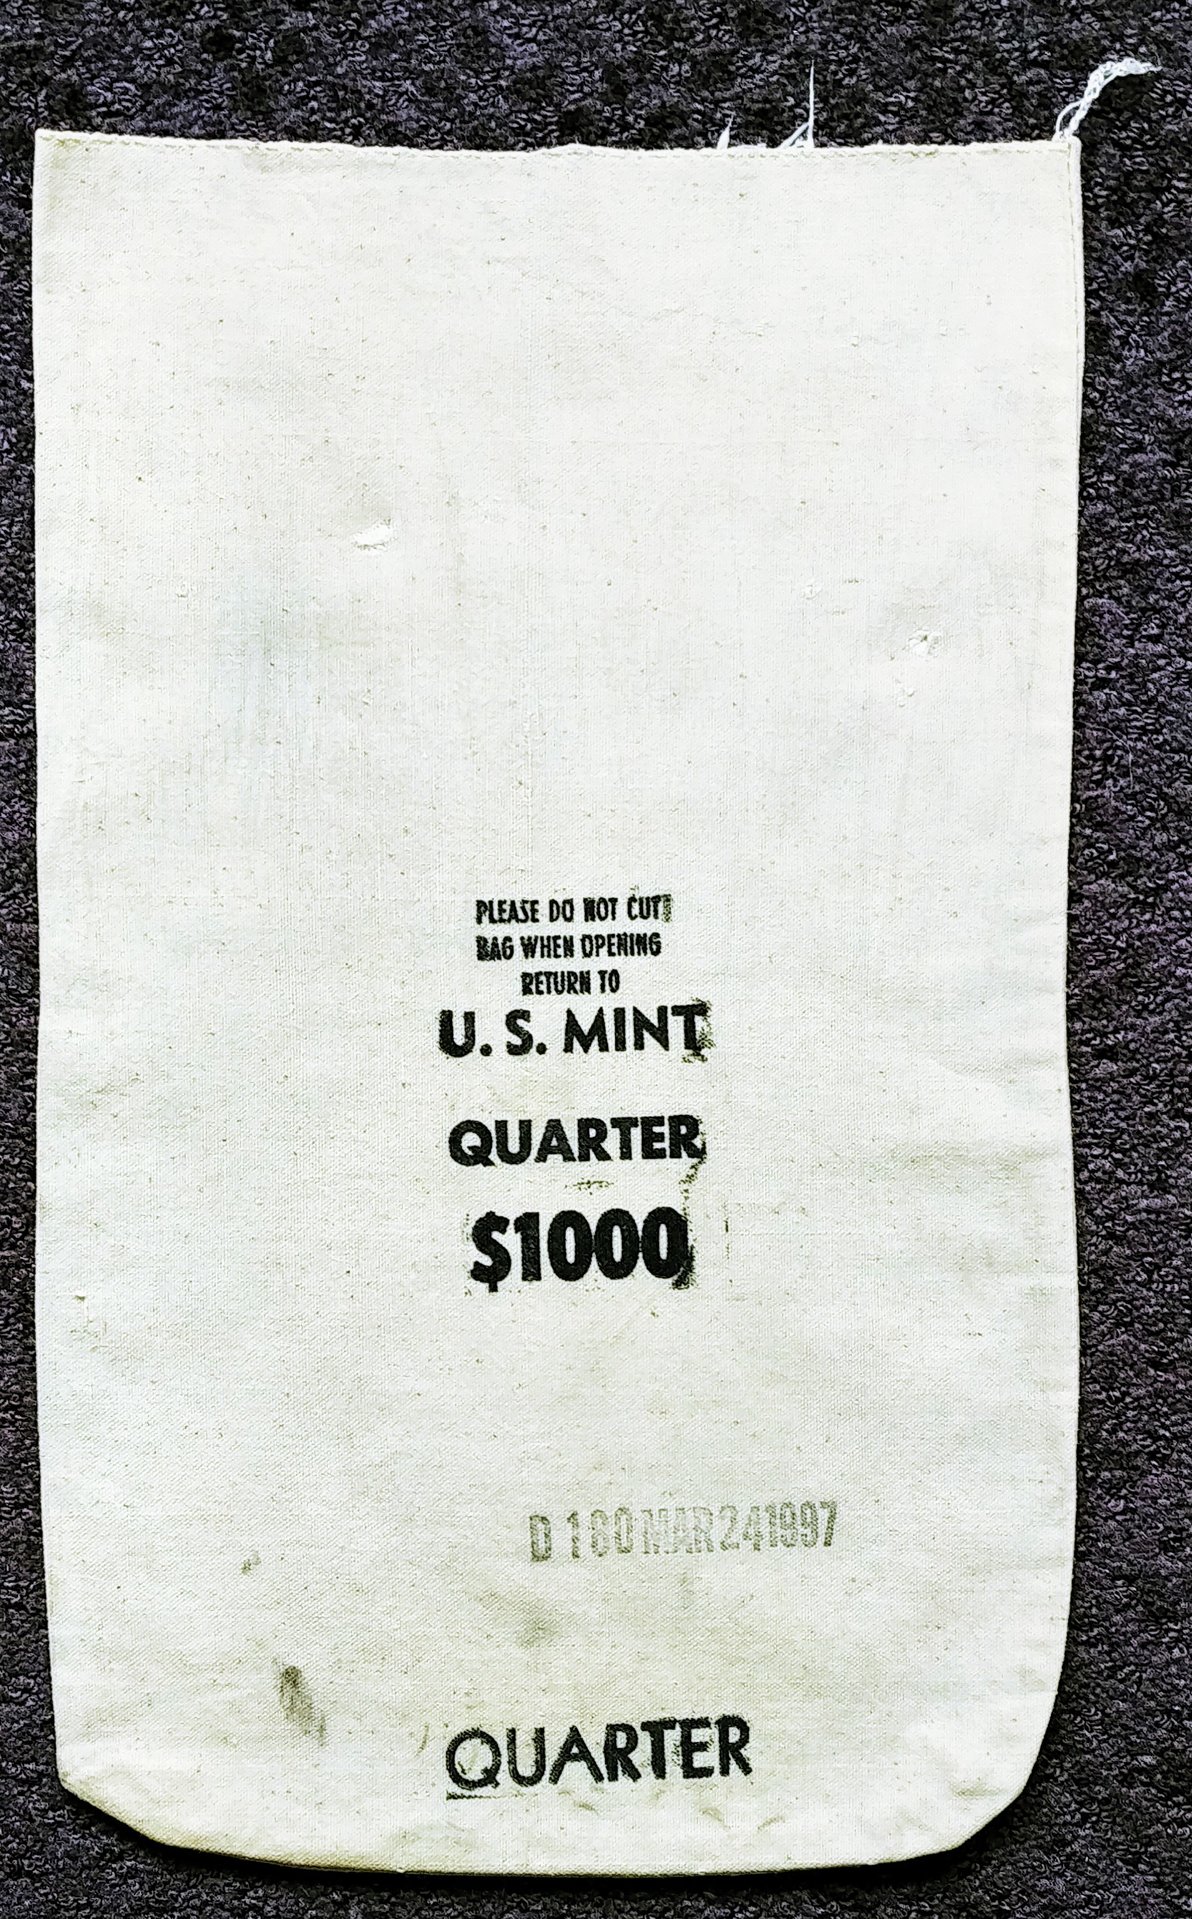 PLEASE DO NOT CUT
BAG WHEN OPENING
RETURN TO
U. S. MINT
QUARTER
$1000
D 180 MAR 24 1997
QUARTER